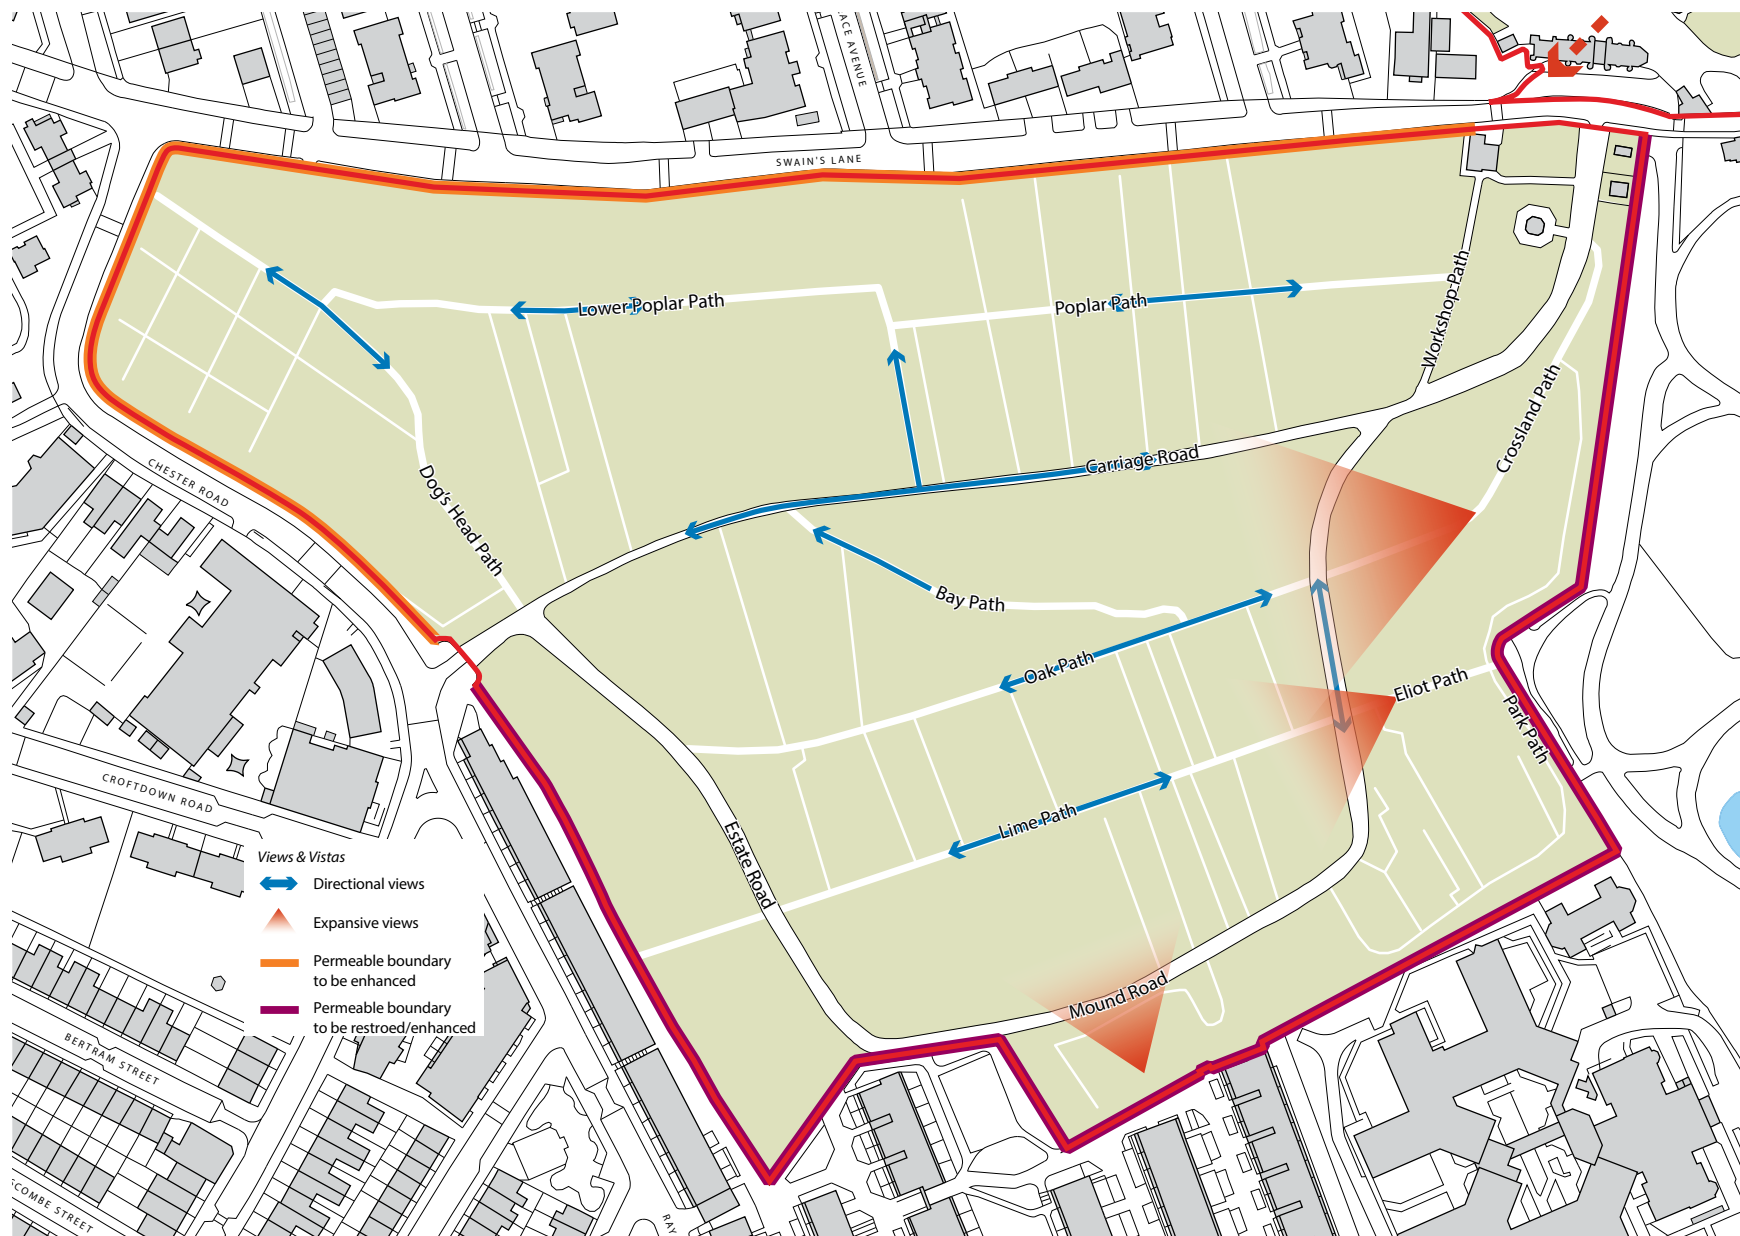 ACE AVENUE
SWAIN'S LANE
Lower Poplar Path
Poplar Path
Workshop Path
Crossland Path
Carriage Road
Dog's Head Path
CHESTER ROAD
Bay Path
Oak Path
Eliot Path
Park Path
Lime Path
Estate Road
Mound Road
CROFTDOWN ROAD
Views & Vistas
Directional views
Expansive views
Permeable boundary
to be enhanced
Permeable boundary
to be restroed/enhanced
BERTRAM STREET
SCOMBE STREET
RAY